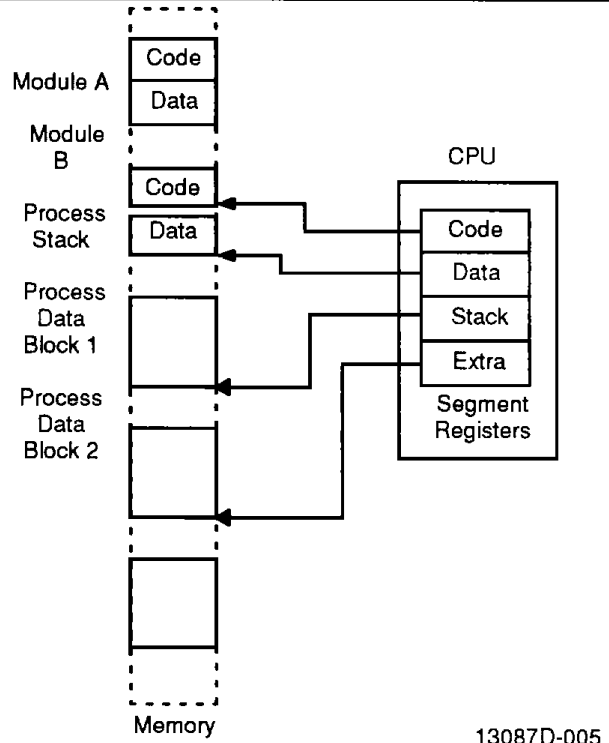 Module A
Code
Data
Module
B
Code
Process
Stack
Data
Process
Data
Block 1
Process
Data
Block 2
Memory
CPU
Code
Data
Stack
Extra
Segment
Registers
13087D-005